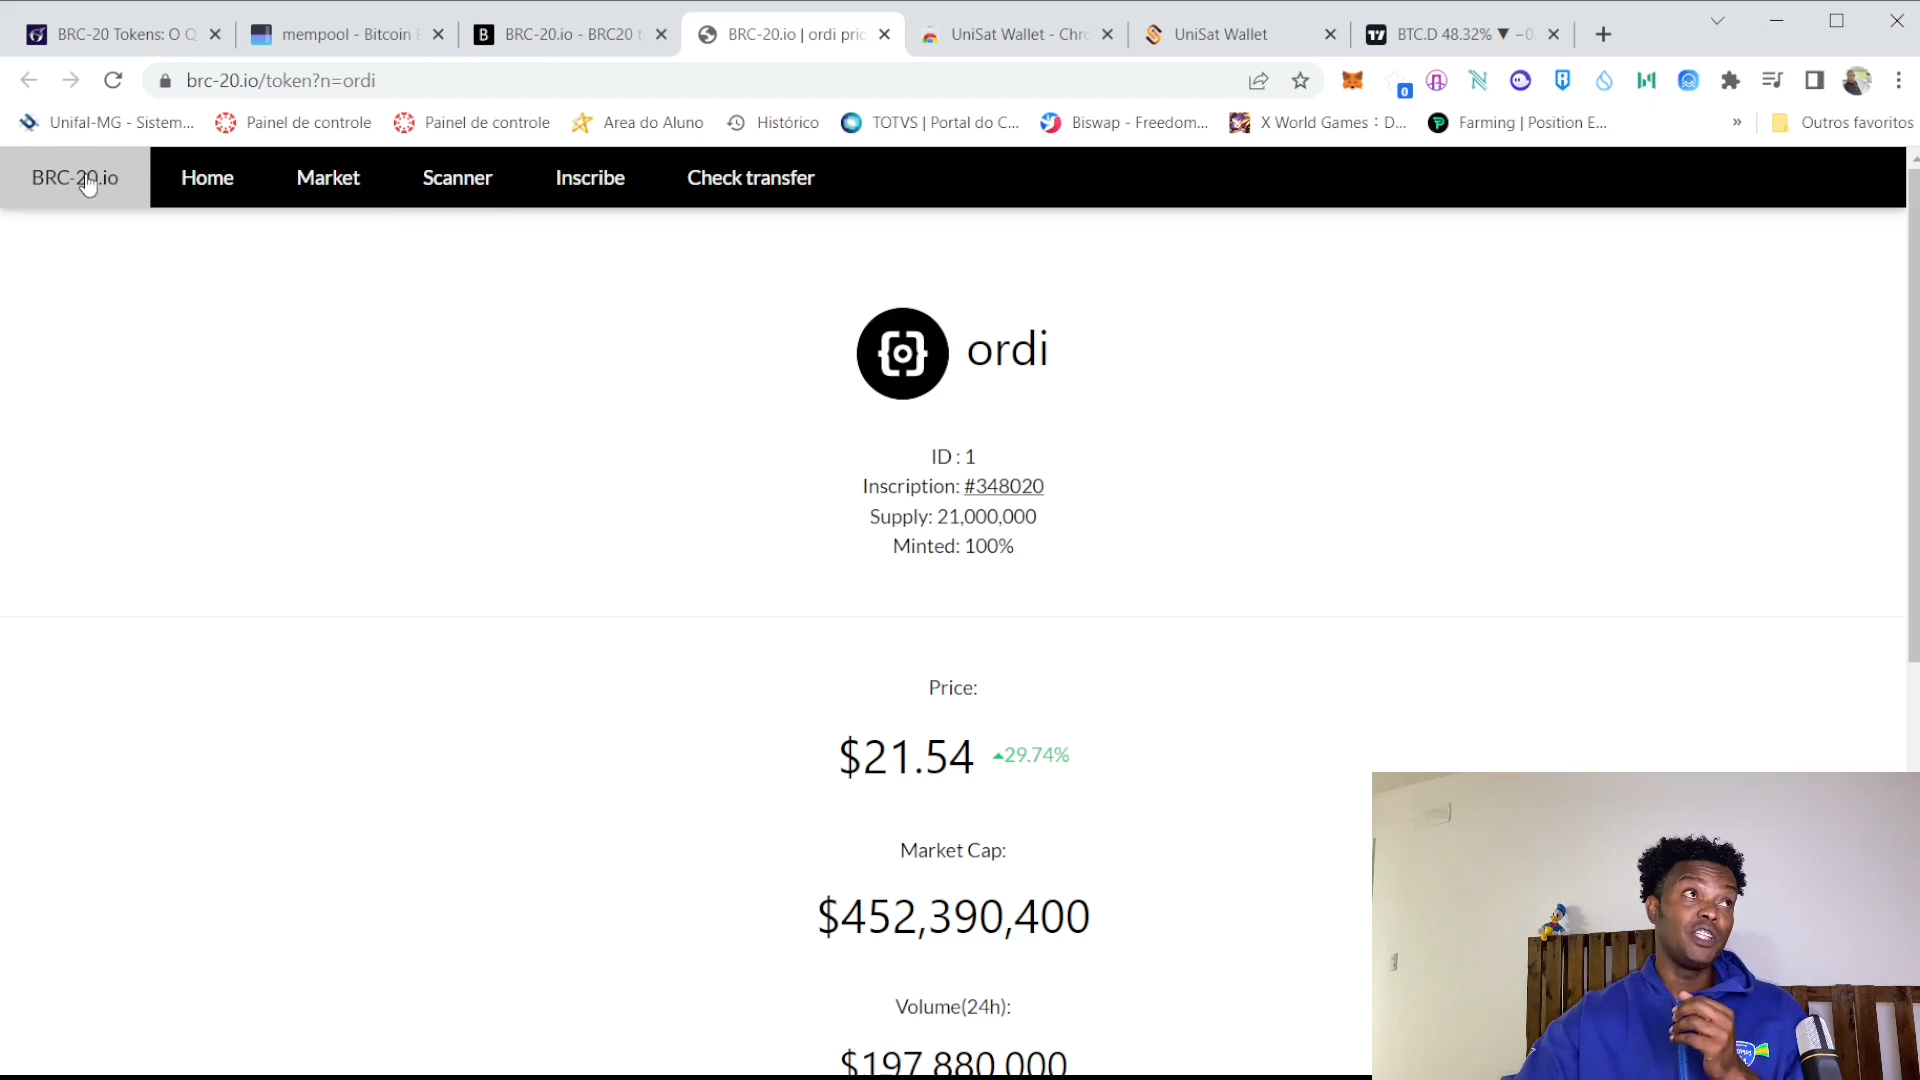 BRC-20 Tokens: O Q
mempool - Bitcoin E
BRC-20.io - BRC20 t
BRC-20.io | ordi pric
UniSat Wallet - Chro
UniSat Wallet
BTC.D 48.32% ▼ −0.
brc-20.io/token?n=ordi
0
Unifal-MG - Sistem...
Painel de controle
Painel de controle
Area do Aluno
Histórico
TOTVS | Portal do C...
Biswap - Freedom...
X World Games : D...
Farming | Position E...
»
Outros favoritos
BRC-20.io
Home
Market
Scanner
Inscribe
Check transfer
ordi
ID : 1
Inscription: #348020
Supply: 21,000,000
Minted: 100%
Price:
$21.54 ▲29.74%
Market Cap:
$452,390,400
Volume(24h):
$197,880,000